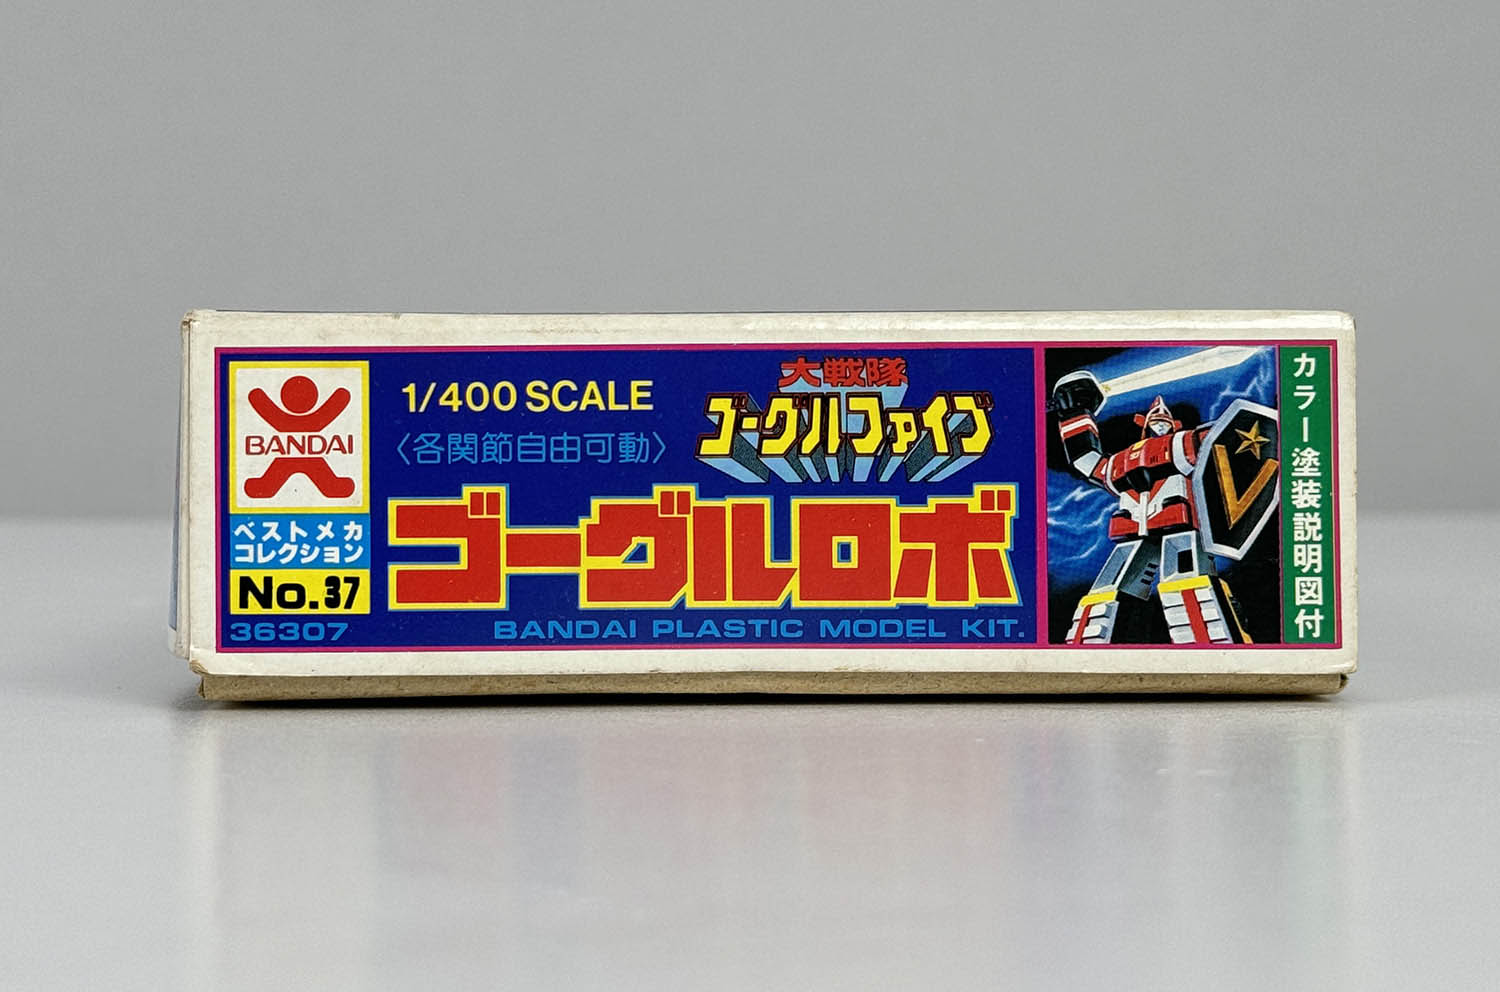 BANDAI
ベストメカ
コレクション
No.37
36307
1/400 SCALE
〈各関節自由可動〉
大戦隊
ゴーグルファイブ
ゴーグルロボ
BANDAI PLASTIC MODEL KIT.
カラー塗装説明図付